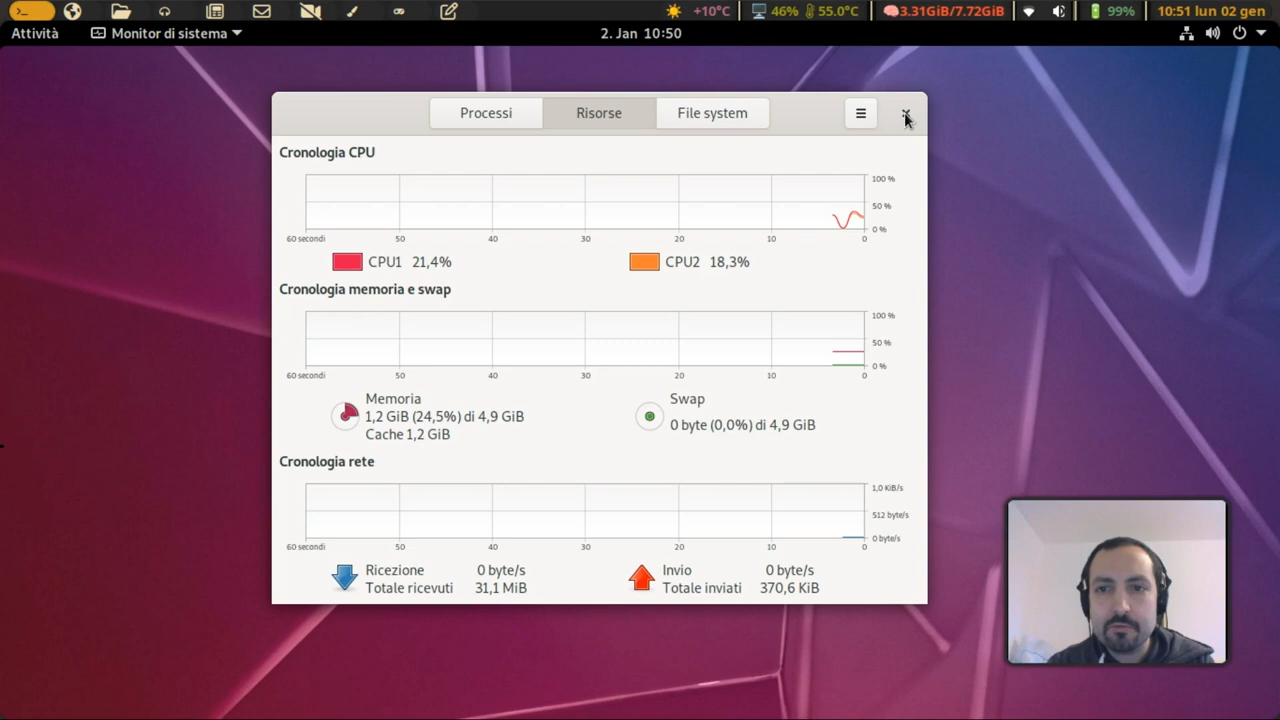 +10°C 46% 55.0°C 3.31GiB/7.72GiB 99% 10:51 lun 02 gen
Attività Monitor di sistema 2. Jan 10:50
Processi Risorse File system
Cronologia CPU
100 %
50 %
0 %
60 secondi 50 40 30 20 10 0
CPU1 21,4% CPU2 18,3%
Cronologia memoria e swap
100 %
50 %
0 %
60 secondi 50 40 30 20 10 0
Memoria
1,2 GiB (24,5%) di 4,9 GiB
Cache 1,2 GiB
Swap
0 byte (0,0%) di 4,9 GiB
Cronologia rete
1,0 KiB/s
512 byte/s
0 byte/s
60 secondi 50 40 30 20 10 0
Ricezione 0 byte/s
Totale ricevuti 31,1 MiB
Invio 0 byte/s
Totale inviati 370,6 KiB